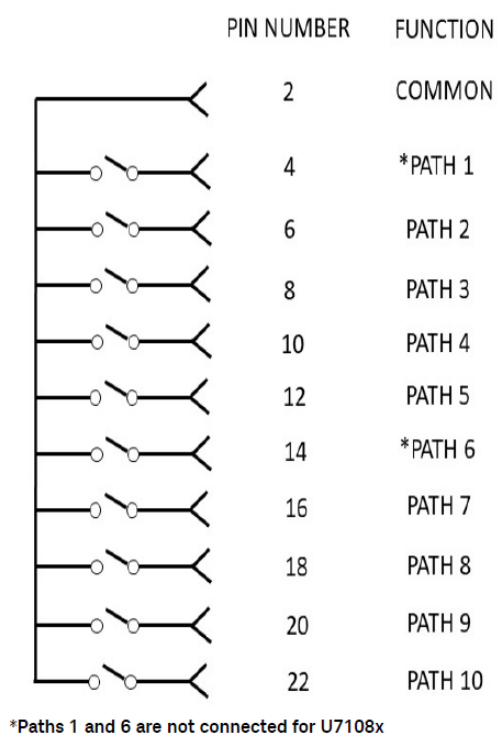 PIN NUMBER FUNCTION
2 COMMON
4 *PATH 1
6 PATH 2
8 PATH 3
10 PATH 4
12 PATH 5
14 *PATH 6
16 PATH 7
18 PATH 8
20 PATH 9
22 PATH 10
*Paths 1 and 6 are not connected for U7108x